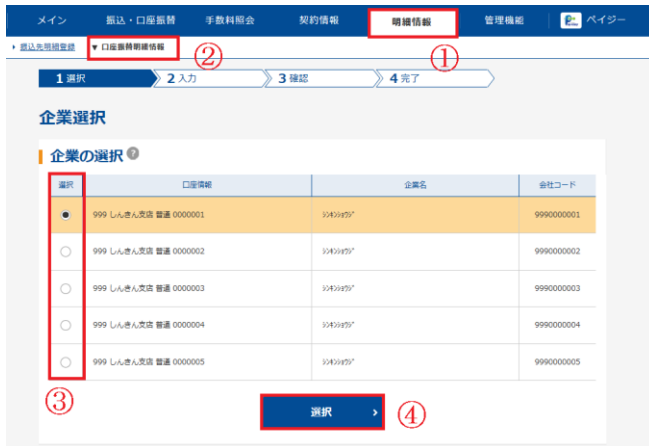 メイン 振込・口座振替 手数料照会 契約情報 明細情報 管理機能 ペイジー
振込先明細登録 ▼口座振替明細情報 ② ①
1 選択 2 入力 3 確認 4 完了
企業選択
企業の選択 ?
選択 口座情報 企業名 会社コード
999 しんきん支店 普通 0000001 ｼﾝｷﾝｼｮｳｼﾞ 9990000001
999 しんきん支店 普通 0000002 ｼﾝｷﾝｼｮｳｼﾞ 9990000002
999 しんきん支店 普通 0000003 ｼﾝｷﾝｼｮｳｼﾞ 9990000003
999 しんきん支店 普通 0000004 ｼﾝｷﾝｼｮｳｼﾞ 9990000004
999 しんきん支店 普通 0000005 ｼﾝｷﾝｼｮｳｼﾞ 9990000005
③ 選択 ④